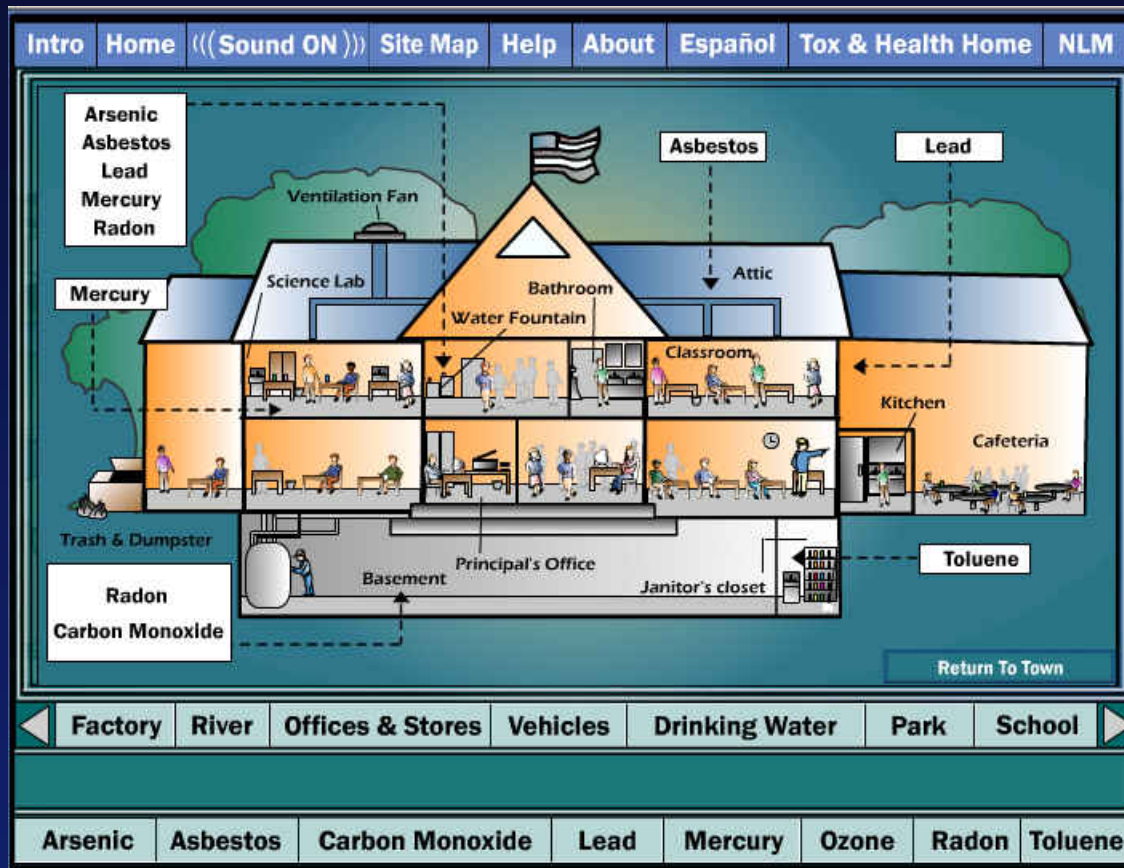 Intro Home (((Sound ON))) Site Map Help About Español Tox & Health Home NLM
Arsenic
Asbestos
Lead
Mercury
Radon
Asbestos
Lead
Ventilation Fan
Mercury
Science Lab
Attic
Bathroom
Water Fountain
Classroom
Kitchen
Cafeteria
Trash & Dumpster
Principal's Office
Basement
Janitor's closet
Toluene
Radon
Carbon Monoxide
Return To Town
Factory River Offices & Stores Vehicles Drinking Water Park School
Arsenic Asbestos Carbon Monoxide Lead Mercury Ozone Radon Toluene